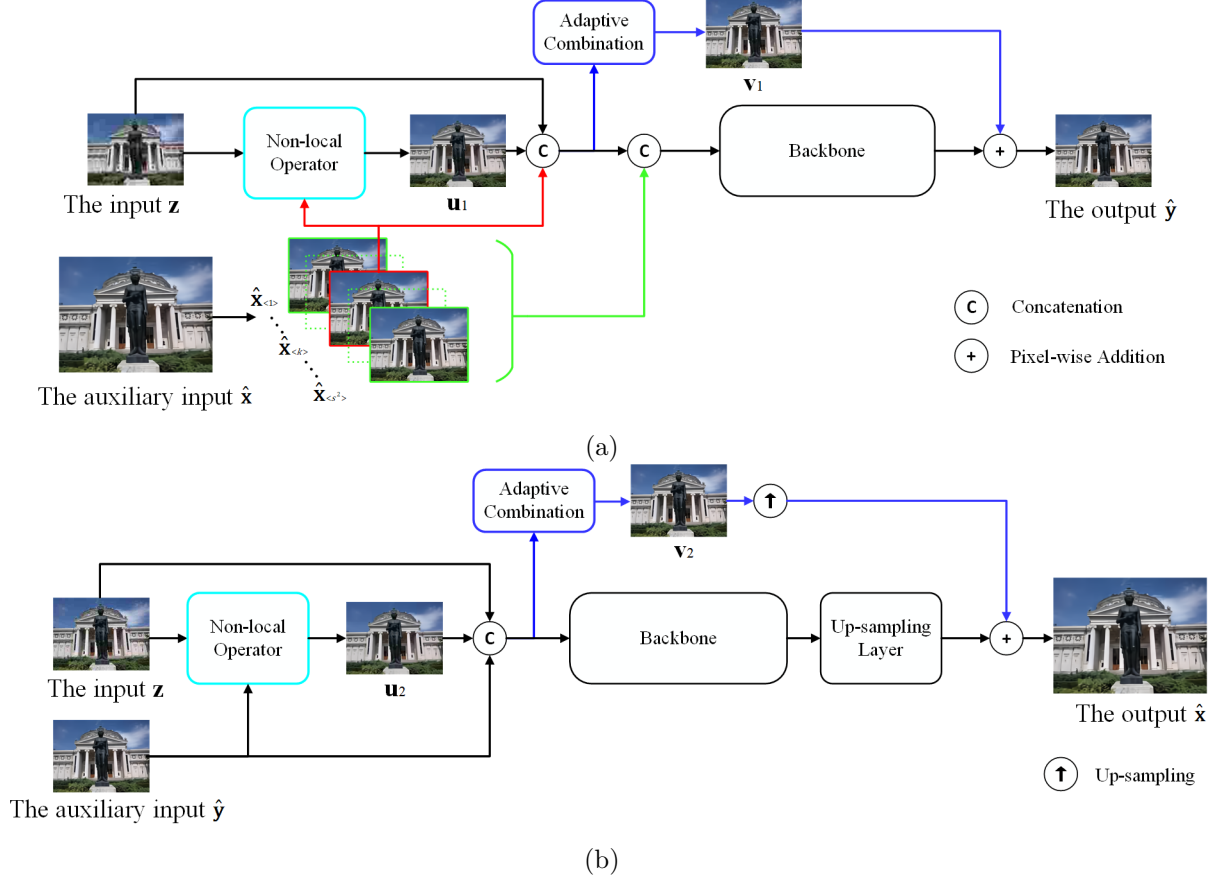 Adaptive
Combination
v1
Non-local
Operator
u1
C
C
Backbone
+
The input z
The output ŷ
x̂<1>
x̂<k>
x̂<s²>
The auxiliary input x̂
C Concatenation
+ Pixel-wise Addition
(a)
Adaptive
Combination
v2
↑
Non-local
Operator
u2
C
Backbone
Up-sampling
Layer
+
The input z
The output x̂
The auxiliary input ŷ
↑ Up-sampling
(b)